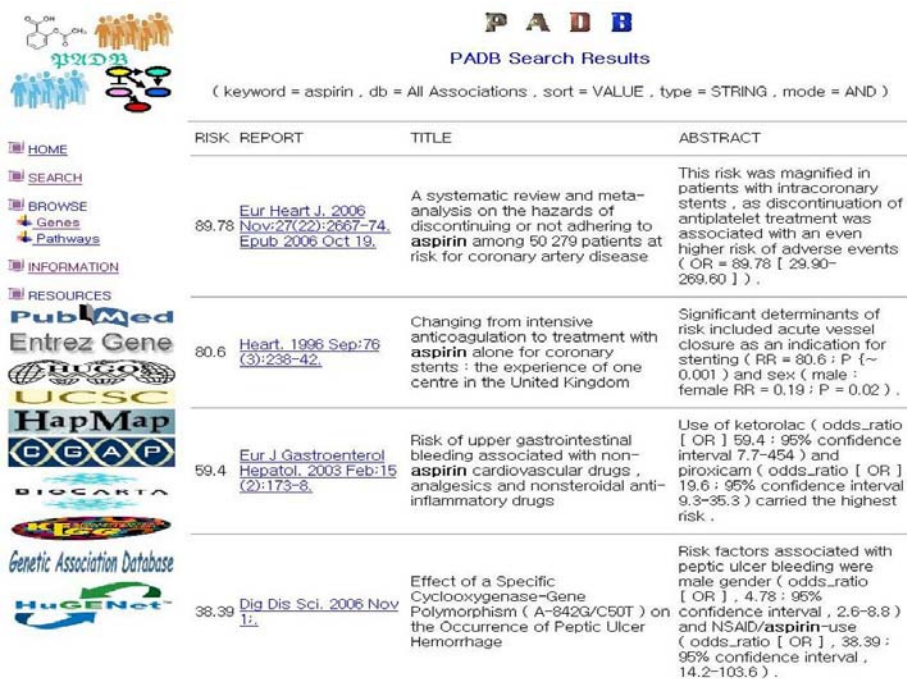 OH
PADB
P A D B
PADB Search Results
( keyword = aspirin , db = All Associations , sort = VALUE , type = STRING , mode = AND )
HOME
SEARCH
BROWSE
Genes
Pathways
INFORMATION
RESOURCES
PubMed
Entrez Gene
HUGO
UCSC
HapMap
CGAP
BIOCARTA
KEGG
Genetic Association Database
HuGENet™
RISK REPORT TITLE ABSTRACT
89.78
Eur Heart J. 2006
Nov;27(22):2667-74.
Epub 2006 Oct 19.
A systematic review and meta-
analysis on the hazards of
discontinuing or not adhering to
aspirin among 50 279 patients at
risk for coronary artery disease
This risk was magnified in
patients with intracoronary
stents , as discontinuation of
antiplatelet treatment was
associated with an even
higher risk of adverse events
( OR = 89.78 [ 29.90-
269.60 ] ) .
80.6
Heart. 1996 Sep;76
(3):238-42.
Changing from intensive
anticoagulation to treatment with
aspirin alone for coronary
stents : the experience of one
centre in the United Kingdom
Significant determinants of
risk included acute vessel
closure as an indication for
stenting ( RR = 80.6 ; P {~
0.001 ) and sex ( male :
female RR = 0.19 ; P = 0.02 ) .
59.4
Eur J Gastroenterol
Hepatol. 2003 Feb;15
(2):173-8.
Risk of upper gastrointestinal
bleeding associated with non-
aspirin cardiovascular drugs ,
analgesics and nonsteroidal anti-
inflammatory drugs
Use of ketorolac ( odds_ratio
[ OR ] 59.4 : 95% confidence
interval 7.7-454 ) and
piroxicam ( odds_ratio [ OR ]
19.6 : 95% confidence interval
9.3-35.3 ) carried the highest
risk .
38.39
Dig Dis Sci. 2006 Nov
1;.
Effect of a Specific
Cyclooxygenase-Gene
Polymorphism ( A-842G/C50T ) on
the Occurrence of Peptic Ulcer
Hemorrhage
Risk factors associated with
peptic ulcer bleeding were
male gender ( odds_ratio
[ OR ] , 4.78 : 95%
confidence interval , 2.6-8.8 )
and NSAID/aspirin-use
( odds_ratio [ OR ] , 38.39 :
95% confidence interval ,
14.2-103.6 ) .